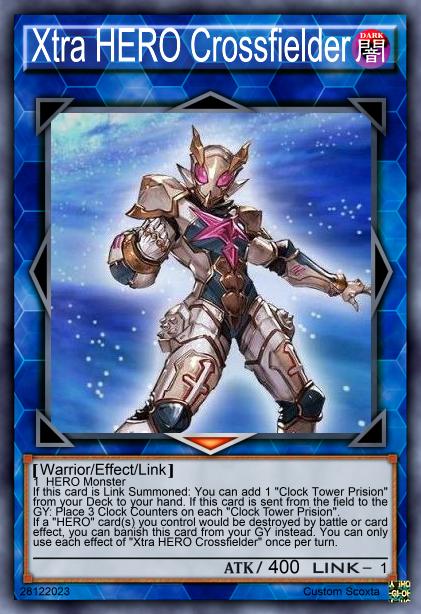 Xtra HERO Crossfielder
DARK
闇
[Warrior/Effect/Link]
1 HERO Monster
If this card is Link Summoned: You can add 1 "Clock Tower Prision"
from your Deck to your hand. If this card is sent from the field to the
GY: Place 3 Clock Counters on each "Clock Tower Prision".
If a "HERO" card(s) you control would be destroyed by battle or card
effect, you can banish this card from your GY instead. You can only
use each effect of "Xtra HERO Crossfielder" once per turn.
ATK/ 400 LINK- 1
28122023
Custom Scoxta